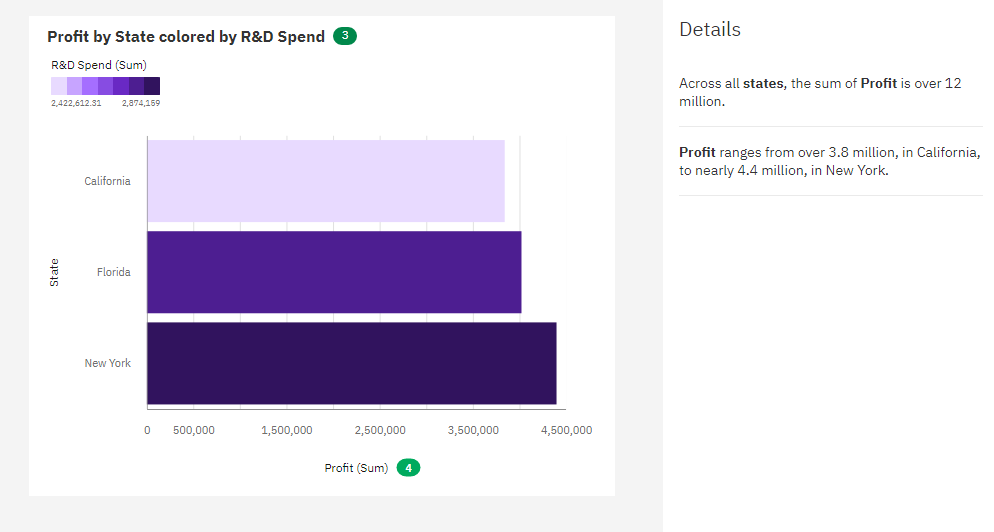 Profit by State colored by R&D Spend 3
R&D Spend (Sum)
2,422,612.31 2,874,159
California
Florida
New York
State
0 500,000 1,500,000 2,500,000 3,500,000 4,500,000
Profit (Sum) 4
Details
Across all states, the sum of Profit is over 12
million.
Profit ranges from over 3.8 million, in California,
to nearly 4.4 million, in New York.